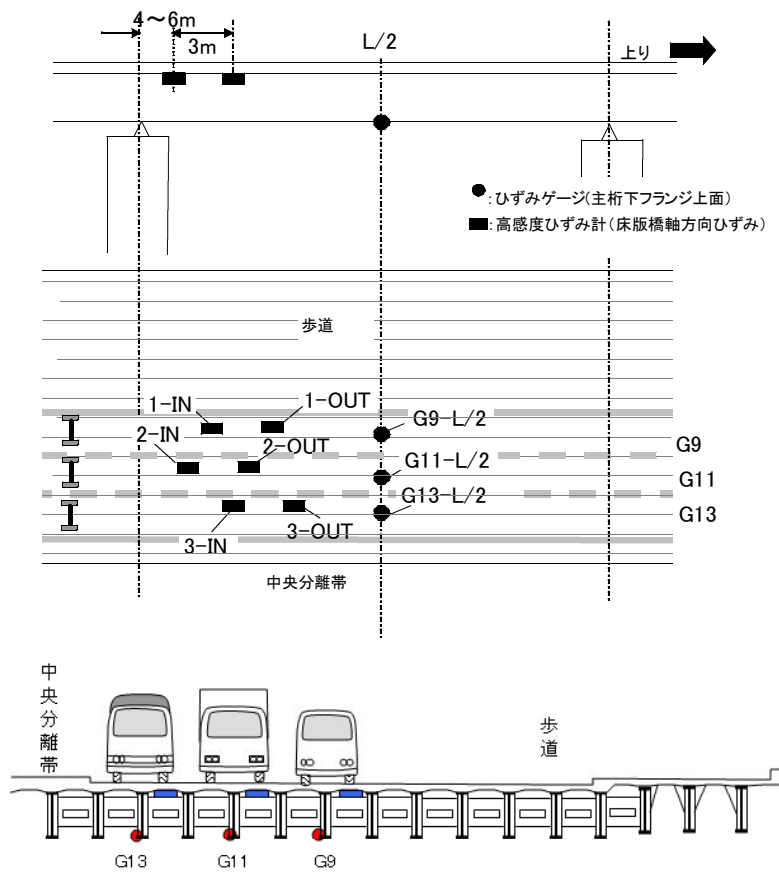 4～6m
3m
L/2
上り
●:ひずみゲージ(主桁下フランジ上面)
■:高感度ひずみ計(床版橋軸方向ひずみ)
歩道
1-IN
1-OUT
G9-L/2
2-IN
2-OUT
G9
G11-L/2
G11
G13-L/2
G13
3-IN
3-OUT
中央分離帯
中央分離帯
歩道
G13
G11
G9